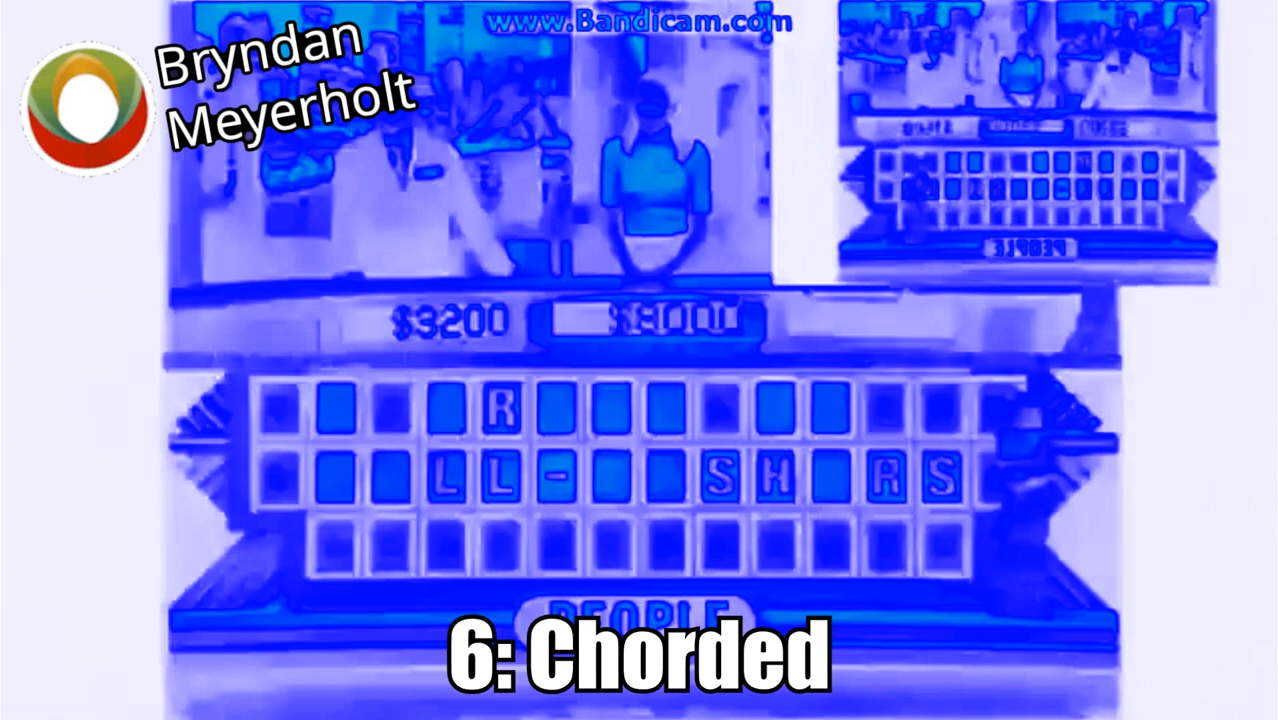 www.Bandicam.com
Bryndan
Meyerholt
$3200
R
LL- SH RS
PEOPLE
6: Chorded